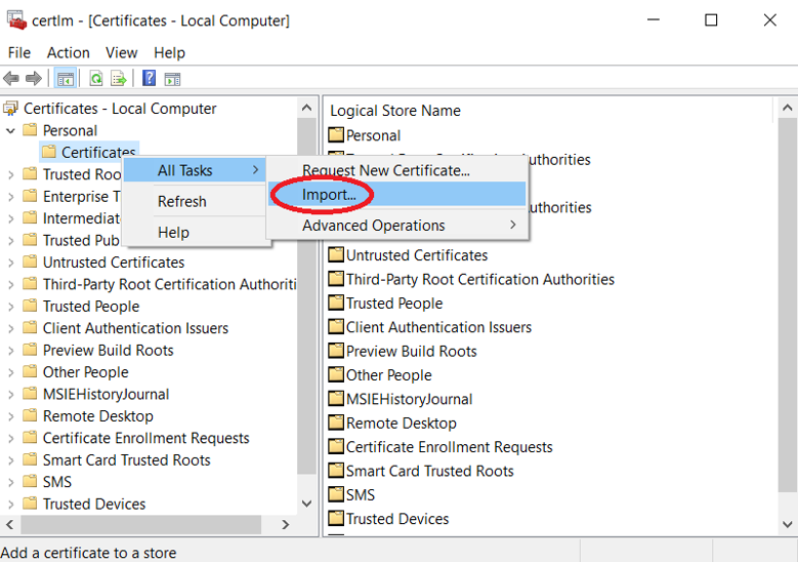 certlm - [Certificates - Local Computer]
File Action View Help
Certificates - Local Computer
Personal
Certificates
Trusted Roo
Enterprise T
Intermediat
Trusted Pub
Untrusted Certificates
Third-Party Root Certification Authoriti
Trusted People
Client Authentication Issuers
Preview Build Roots
Other People
MSIEHistoryJournal
Remote Desktop
Certificate Enrollment Requests
Smart Card Trusted Roots
SMS
Trusted Devices
All Tasks
Refresh
Help
Request New Certificate...
Import...
Advanced Operations
Logical Store Name
Personal
uthorities
uthorities
Untrusted Certificates
Third-Party Root Certification Authorities
Trusted People
Client Authentication Issuers
Preview Build Roots
Other People
MSIEHistoryJournal
Remote Desktop
Certificate Enrollment Requests
Smart Card Trusted Roots
SMS
Trusted Devices
Add a certificate to a store